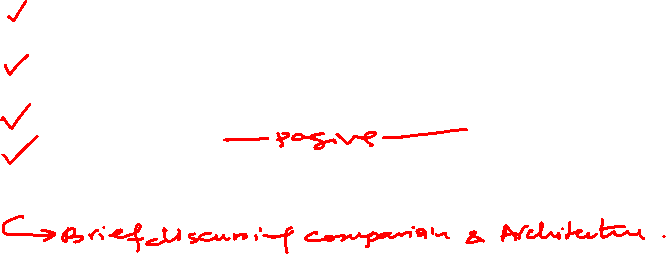 ✓
✓
✓
✓ — posive —
↳ Brief discussing comparison & Architecture.